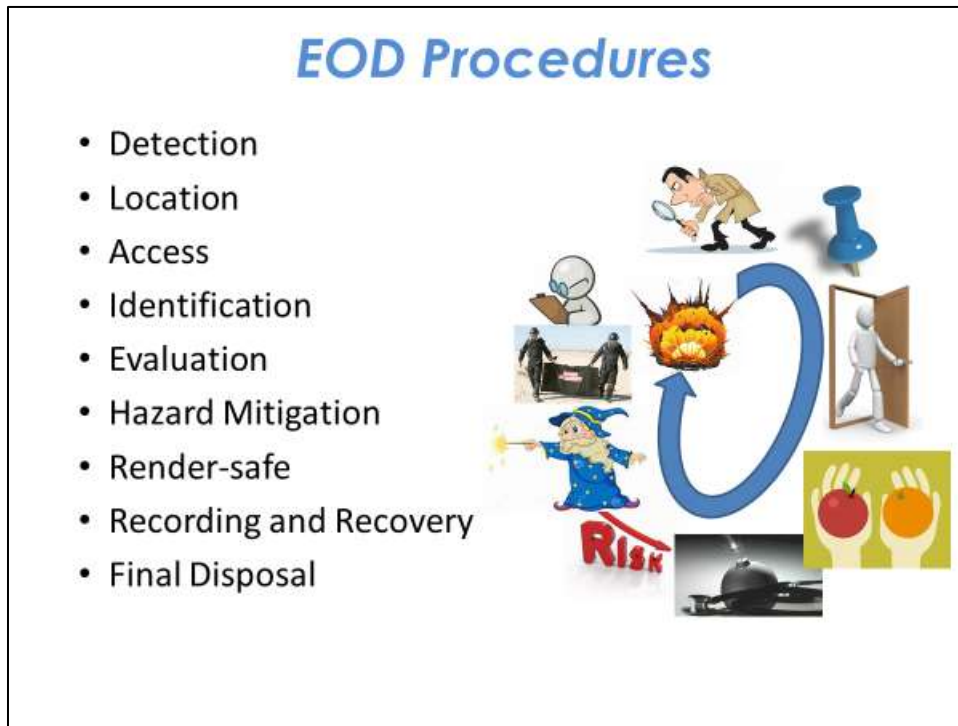 EOD Procedures
• Detection
• Location
• Access
• Identification
• Evaluation
• Hazard Mitigation
• Render-safe
• Recording and Recovery
• Final Disposal
RISK